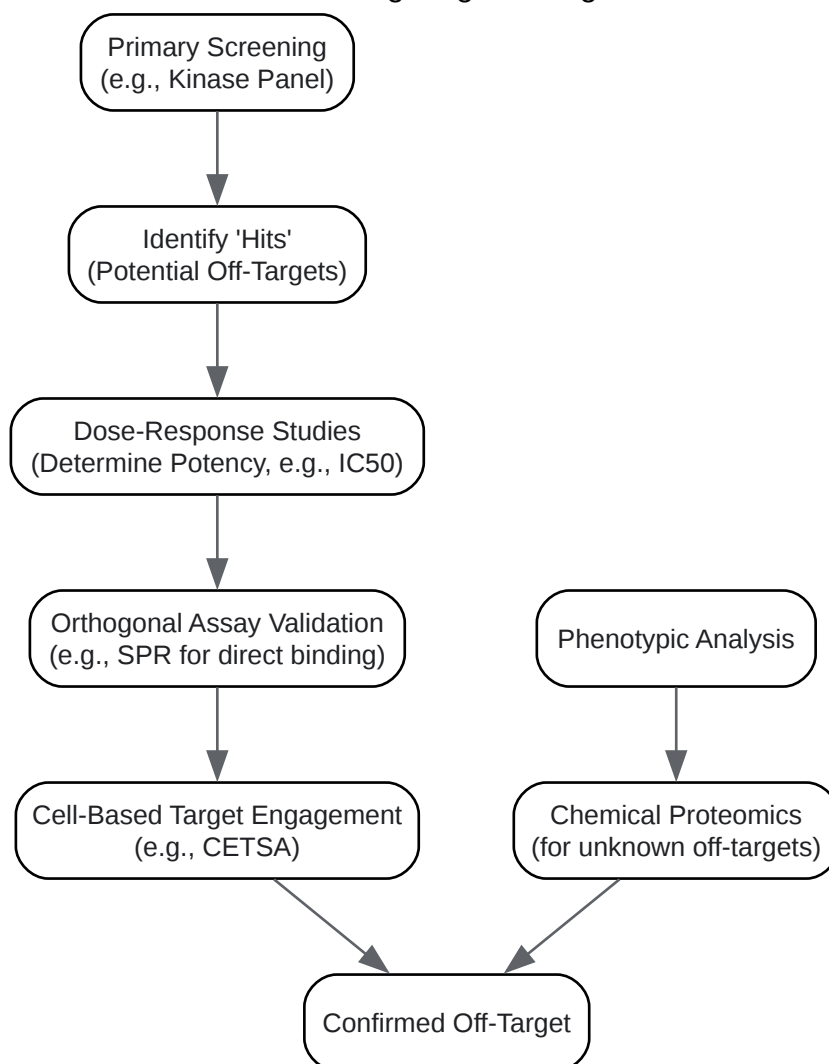 Primary Screening
(e.g., Kinase Panel)
Identify 'Hits'
(Potential Off-Targets)
Dose-Response Studies
(Determine Potency, e.g., IC50)
Orthogonal Assay Validation
(e.g., SPR for direct binding)
Phenotypic Analysis
Cell-Based Target Engagement
(e.g., CETSA)
Chemical Proteomics
(for unknown off-targets)
Confirmed Off-Target